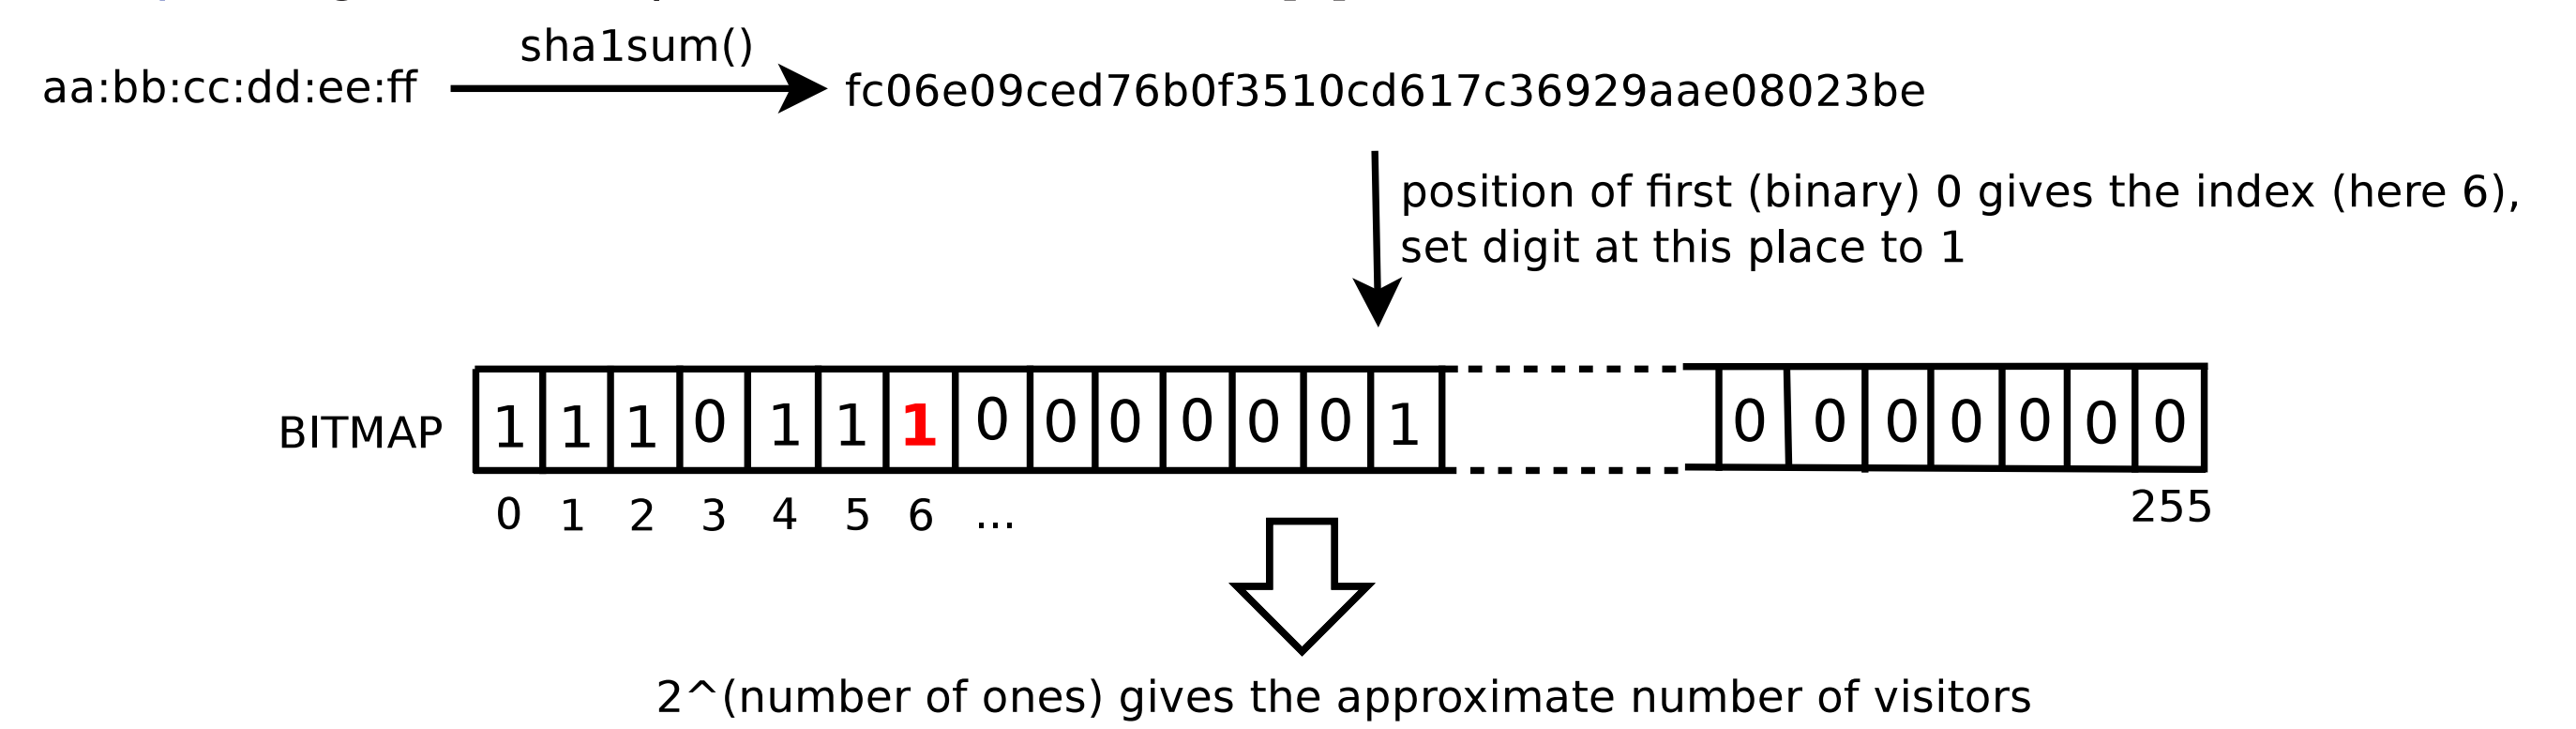 sha1sum()
aa:bb:cc:dd:ee:ff
fc06e09ced76b0f3510cd617c36929aae08023be
position of first (binary) 0 gives the index (here 6),
set digit at this place to 1
BITMAP 1 1 1 0 1 1 1 0 0 0 0 0 0 1 0 0 0 0 0 0 0
0 1 2 3 4 5 6 ... 255
2^(number of ones) gives the approximate number of visitors